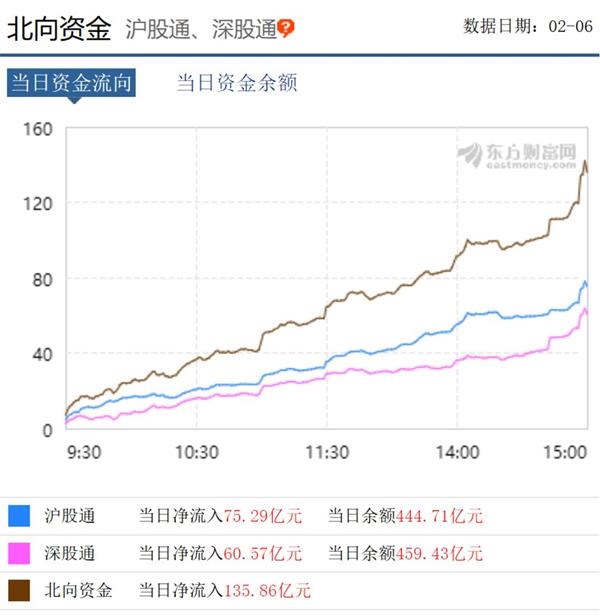 北向资金 沪股通、深股通? 数据日期：02-06
当日资金流向 当日资金余额
160
东方财富网
eastmoney.com
120
80
40
0
9:30 10:30 11:30 14:00 15:00
沪股通 当日净流入75.29亿元 当日余额444.71亿元
深股通 当日净流入60.57亿元 当日余额459.43亿元
北向资金 当日净流入135.86亿元